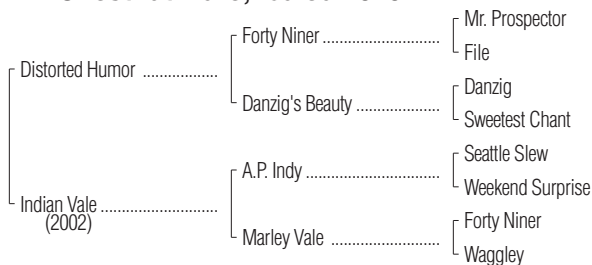 Mr. Prospector
Forty Niner ..........................
File
Distorted Humor ................
Danzig
Danzig's Beauty ..................
Sweetest Chant
Seattle Slew
A.P. Indy .............................
Weekend Surprise
Indian Vale .........................
(2002)
Forty Niner
Marley Vale ........................
Waggley